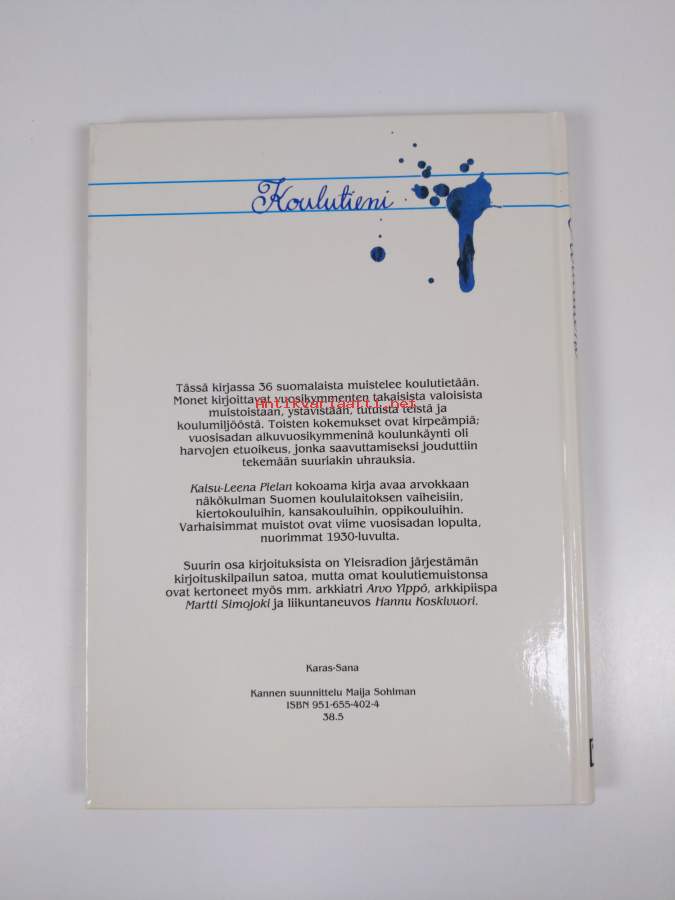 Koulutieni
Tässä kirjassa 36 suomalaista muistelee koulutietään.
Monet kirjoittavat vuosikymmenten takaisista valoisista
Antikvariaatti.net
muistoistaan, ystävistään, tutuista teistä ja
koulumiljööstä. Toisten kokemukset ovat kirpeämpiä;
vuosisadan alkuvuosikymmeninä koulunkäynti oli
harvojen etuoikeus, jonka saavuttamiseksi jouduttiin
tekemään suuriakin uhrauksia.
Kaisu-Leena Pielan kokoama kirja avaa arvokkaan
näkökulman Suomen koululaitoksen vaiheisiin,
kiertokouluihin, kansakouluihin, oppikouluihin.
Varhaisimmat muistot ovat viime vuosisadan lopulta,
nuorimmat 1930-luvulta.
Suurin osa kirjoituksista on Yleisradion järjestämän
kirjoituskilpailun satoa, mutta omat koulutiemuistonsa
ovat kertoneet myös mm. arkkiatri Arvo Ylppö, arkkipiispa
Martti Simojoki ja liikuntaneuvos Hannu Koskivuori.
Karas-Sana
Kannen suunnittelu Maija Sohlman
ISBN 951-655-402-4
38.5